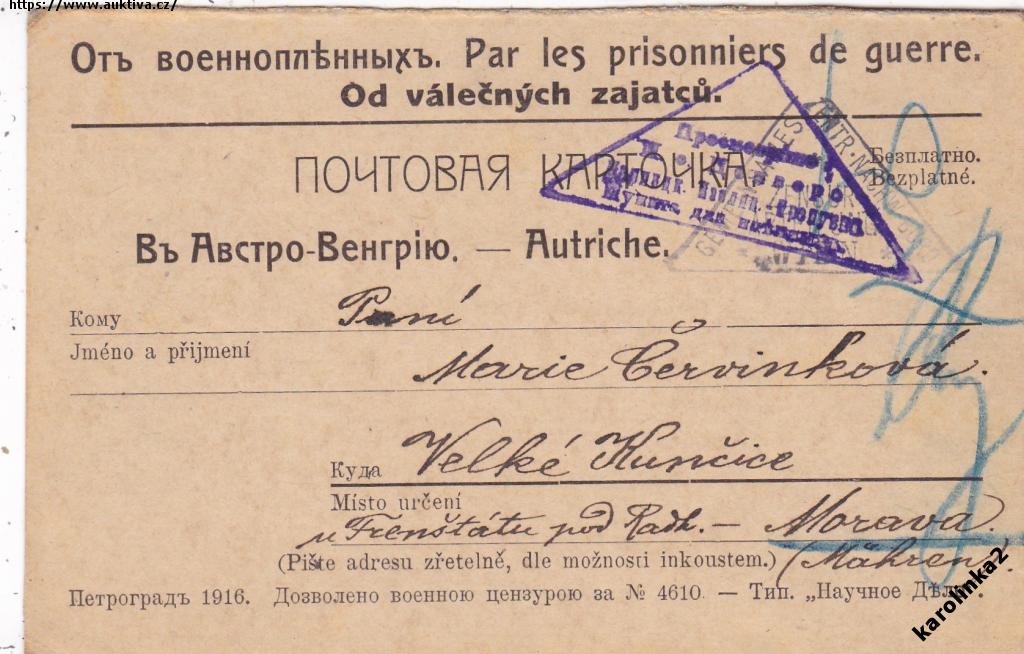 https://www.auktiva.cz/
Отъ военноплѣнныхъ. Par les prisonniers de guerre.
Od válečných zajatců.
ПОЧТОВАЯ КАРТОЧКА.
Безплатно.
Bezplatné.
Въ Австро-Венгрію. — Autriche.
Кому
Paní
Jméno a přijmení
Marie Červinková.
Куда
Velké Kunčice
Místo určení
u Frenštátu pod Radh. — Morava.
(Pište adresu zřetelně, dle možnosti inkoustem.)
(Mähren).
Петроградъ 1916. Дозволено военною цензурою за № 4610. — Тип. „Научное Дѣло“.
karolinka2